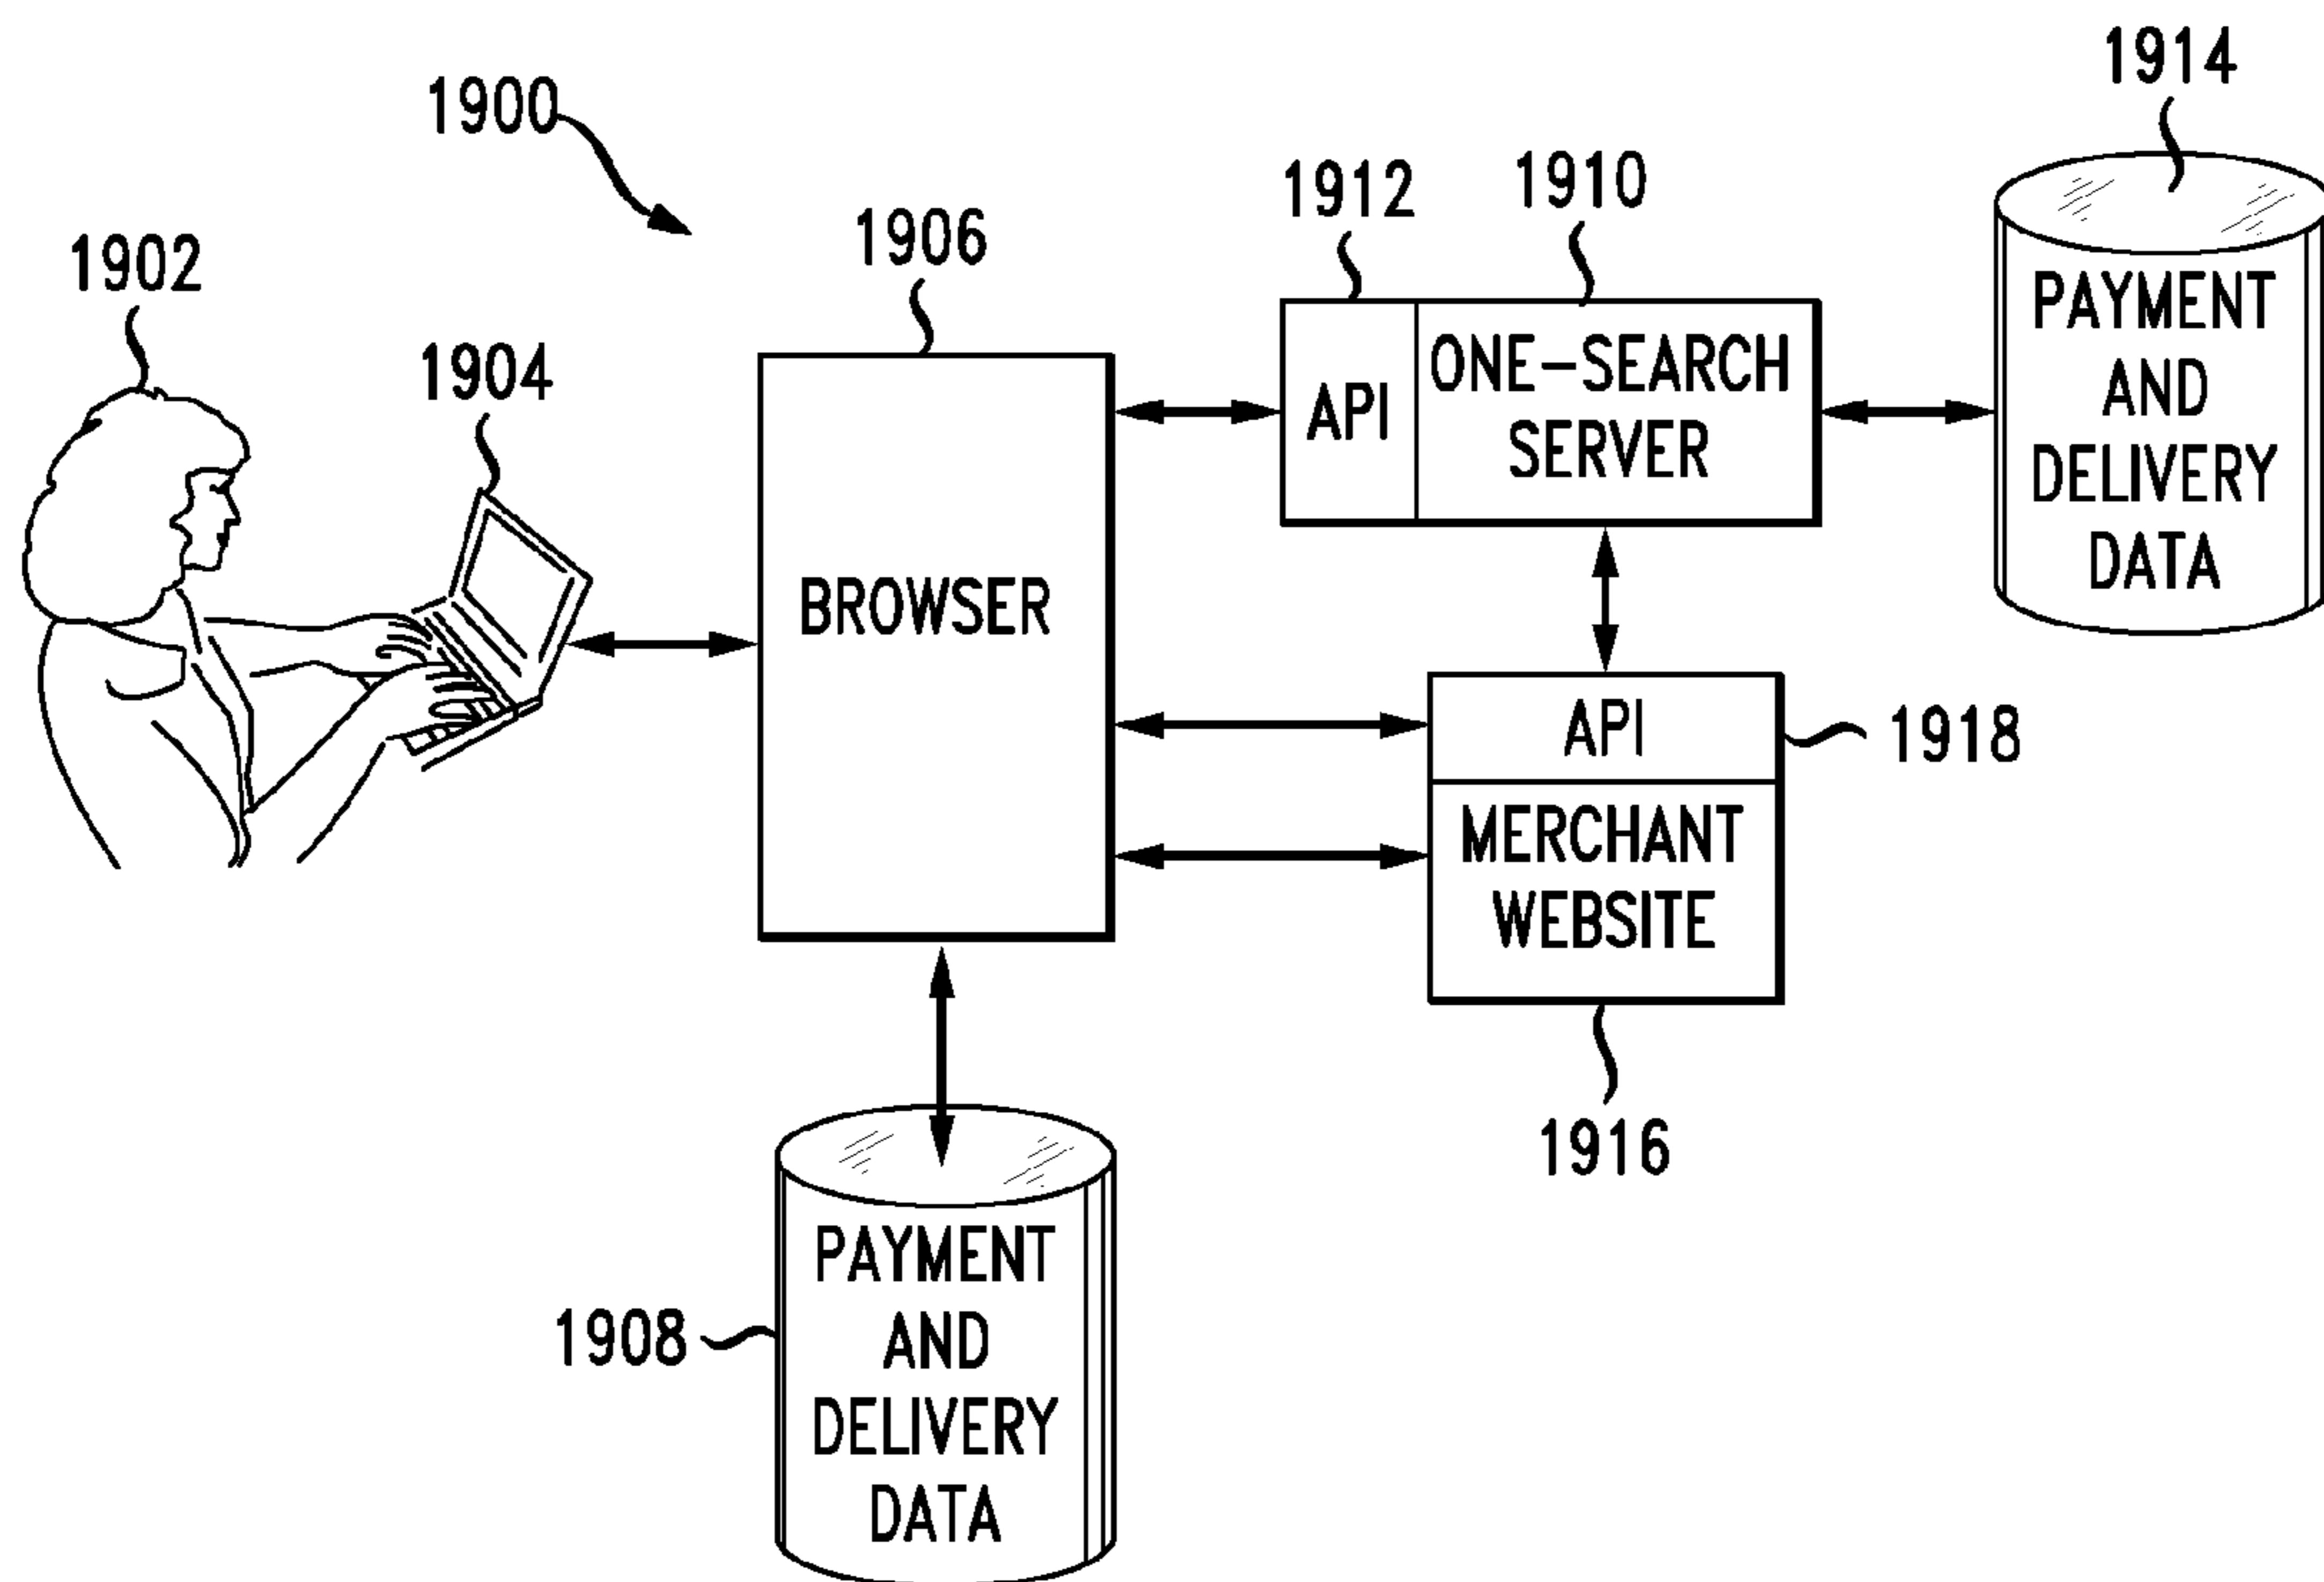 1914
1900
1912
1910
1906
1902
1904
PAYMENT
AND
DELIVERY
DATA
API
ONE-SEARCH
SERVER
BROWSER
API
1918
MERCHANT
WEBSITE
1916
1908
PAYMENT
AND
DELIVERY
DATA